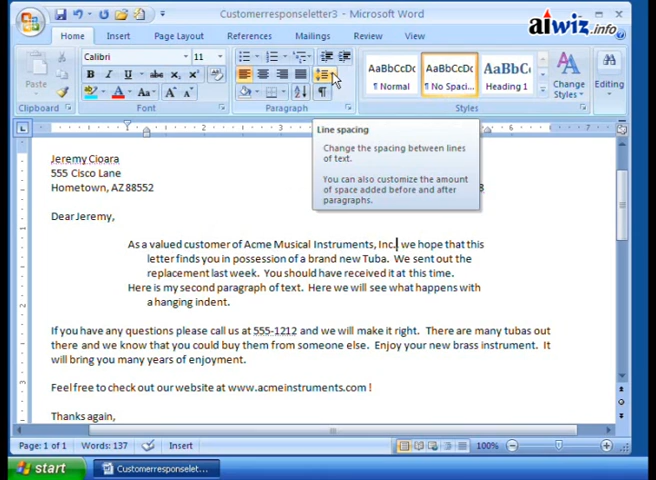 Customerresponseletter3 - Microsoft Word
aiwiz.info
Home Insert Page Layout References Mailings Review View
Calibri 11
Paste
B I U abc
Aa A A
AaBbCcDc AaBbCcDc AaBbCc
¶ Normal ¶ No Spaci... Heading 1
Change Styles
Editing
Clipboard Font Paragraph Styles
Line spacing
Change the spacing between lines
of text.
You can also customize the amount
of space added before and after
paragraphs.
Jeremy Cioara
555 Cisco Lane
Hometown, AZ 88552
Dear Jeremy,
As a valued customer of Acme Musical Instruments, Inc. we hope that this
letter finds you in possession of a brand new Tuba. We sent out the
replacement last week. You should have received it at this time.
Here is my second paragraph of text. Here we will see what happens with
a hanging indent.
If you have any questions please call us at 555-1212 and we will make it right. There are many tubas out
there and we know that you could buy them from someone else. Enjoy your new brass instrument. It
will bring you many years of enjoyment.
Feel free to check out our website at www.acmeinstruments.com !
Thanks again,
Page: 1 of 1 Words: 137 Insert 100%
start Customerresponselet...